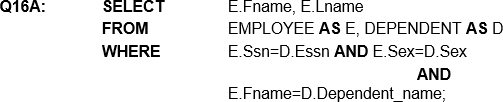 Q16A: SELECT E.Fname, E.Lname
FROM EMPLOYEE AS E, DEPENDENT AS D
WHERE E.Ssn=D.Essn AND E.Sex=D.Sex
AND
E.Fname=D.Dependent_name;